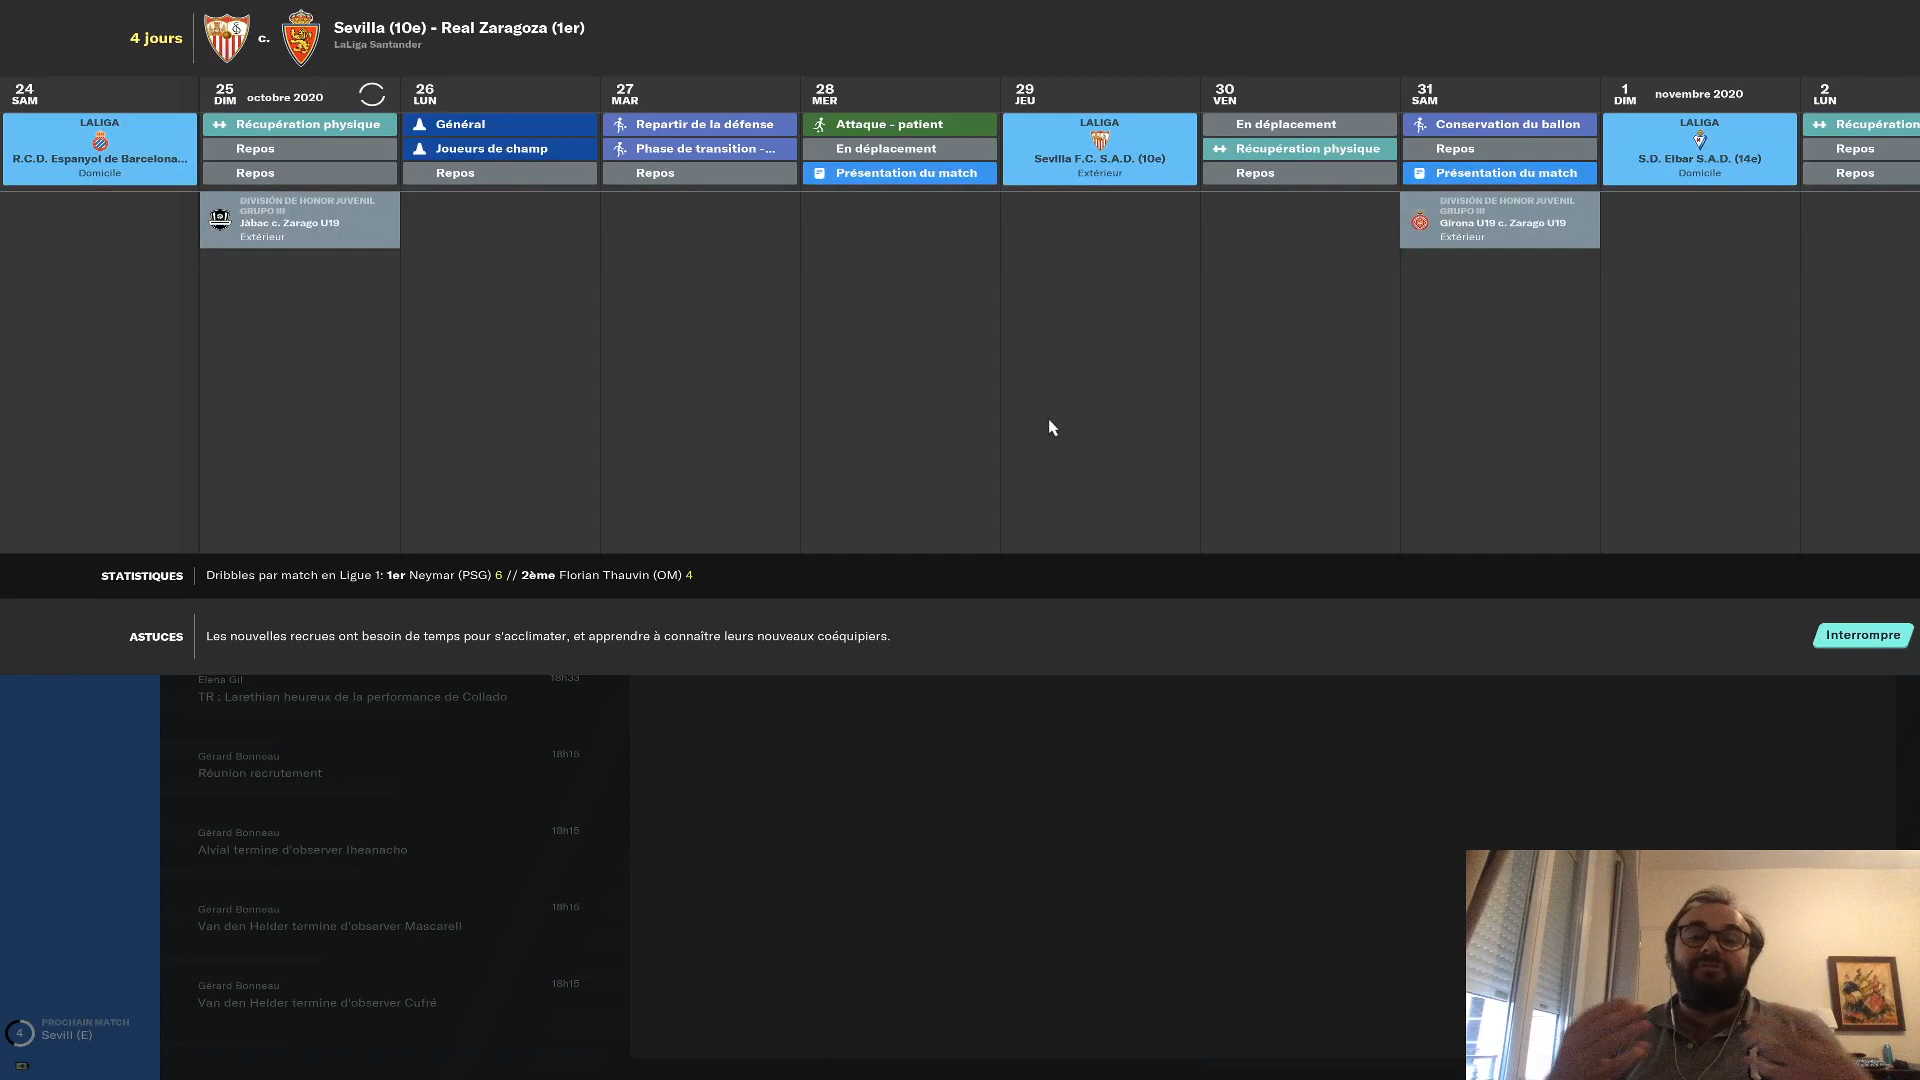 4 jours
c.
Sevilla (10e) - Real Zaragoza (1er)
LaLiga Santander
24
SAM
25
DIM
octobre 2020
26
LUN
27
MAR
28
MER
29
JEU
30
VEN
31
SAM
1
DIM
novembre 2020
2
LUN
LALIGA
R.C.D. Espanyol de Barcelona...
Domicile
Récupération physique
Repos
Repos
Général
Joueurs de champ
Repos
Repartir de la défense
Phase de transition -...
Repos
Attaque - patient
En déplacement
Présentation du match
LALIGA
Sevilla F.C. S.A.D. (10e)
Extérieur
En déplacement
Récupération physique
Repos
Conservation du ballon
Repos
Présentation du match
LALIGA
S.D. Eibar S.A.D. (14e)
Domicile
Récupération
Repos
Repos
DIVISIÓN DE HONOR JUVENIL
GRUPO III
Jàbac c. Zarago U19
Extérieur
DIVISIÓN DE HONOR JUVENIL
GRUPO III
Girona U19 c. Zarago U19
Extérieur
STATISTIQUES
Dribbles par match en Ligue 1: 1er Neymar (PSG) 6 // 2ème Florian Thauvin (OM) 4
ASTUCES
Les nouvelles recrues ont besoin de temps pour s'acclimater, et apprendre à connaître leurs nouveaux coéquipiers.
Interrompre
Elena Gil
18h33
TR : Larethian heureux de la performance de Collado
Gérard Bonneau
18h15
Réunion recrutement
Gérard Bonneau
18h15
Alvial termine d'observer Iheanacho
Gérard Bonneau
18h15
Van den Helder termine d'observer Mascarell
Gérard Bonneau
18h15
Van den Helder termine d'observer Cufré
4
PROCHAIN MATCH
Sevill (E)